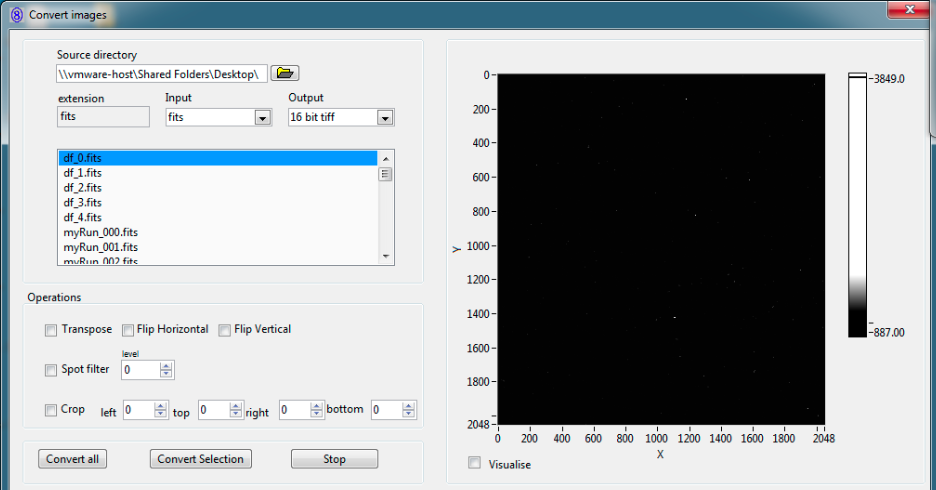 8 Convert images
Source directory
\\vmware-host\Shared Folders\Desktop\
extension Input Output
fits fits 16 bit tiff
df_0.fits
df_1.fits
df_2.fits
df_3.fits
df_4.fits
myRun_000.fits
myRun_001.fits
myRun_002.fits
Operations
Transpose Flip Horizontal Flip Vertical
level
Spot filter 0
Crop left 0 top 0 right 0 bottom 0
Convert all Convert Selection Stop
0
200
400
600
800
1000
1200
1400
1600
1800
2048
Y
0 200 400 600 800 1000 1200 1400 1600 1800 2048
X
3849.0
887.00
Visualise